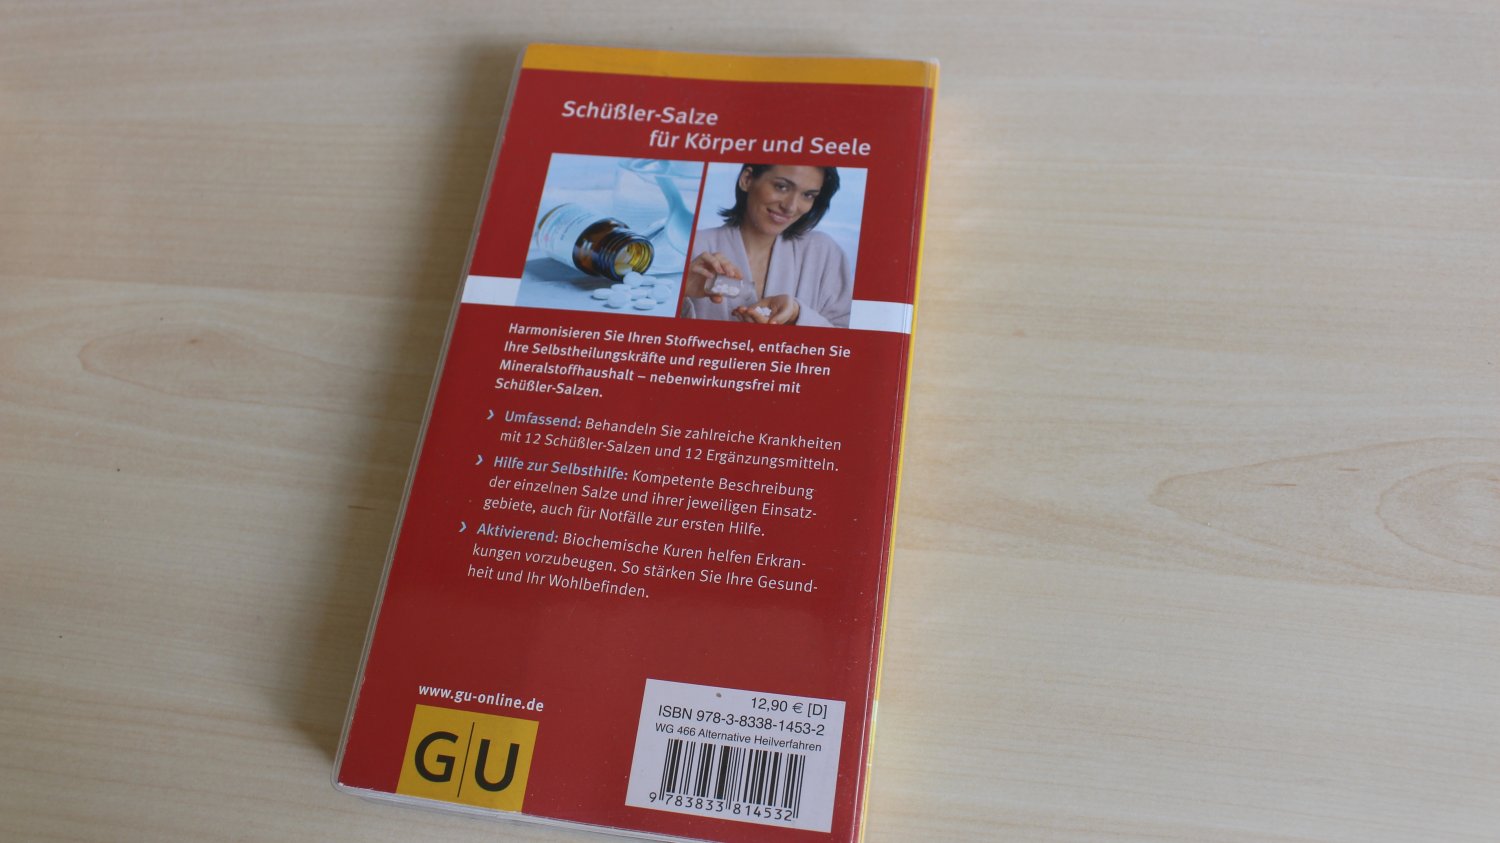 Schüßler-Salze
für Körper und Seele
Harmonisieren Sie Ihren Stoffwechsel, entfachen Sie
Ihre Selbstheilungskräfte und regulieren Sie Ihren
Mineralstoffhaushalt – nebenwirkungsfrei mit
Schüßler-Salzen.
› Umfassend: Behandeln Sie zahlreiche Krankheiten
mit 12 Schüßler-Salzen und 12 Ergänzungsmitteln.
› Hilfe zur Selbsthilfe: Kompetente Beschreibung
der einzelnen Salze und ihrer jeweiligen Einsatz-
gebiete, auch für Notfälle zur ersten Hilfe.
› Aktivierend: Biochemische Kuren helfen Erkran-
kungen vorzubeugen. So stärken Sie Ihre Gesund-
heit und Ihr Wohlbefinden.
www.gu-online.de
G|U
12,90 € [D]
ISBN 978-3-8338-1453-2
WG 466 Alternative Heilverfahren
9 783833 814532